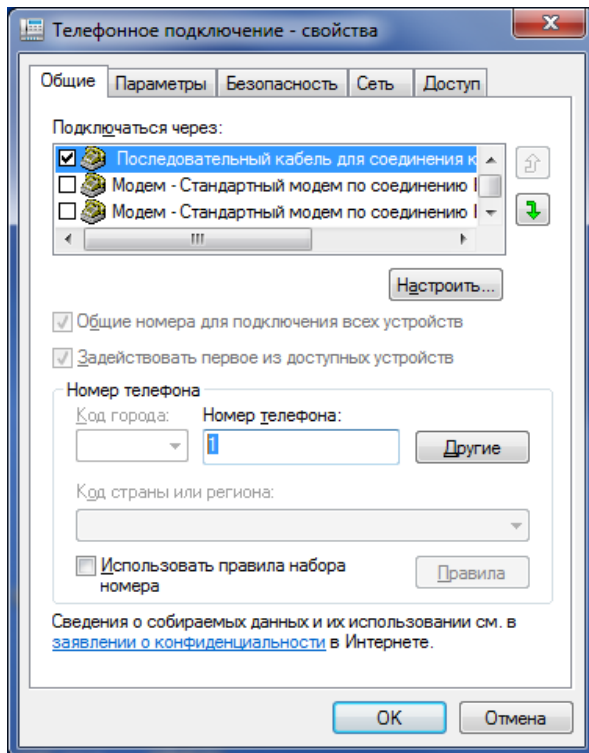 Телефонное подключение - свойства
Общие Параметры Безопасность Сеть Доступ
Подключаться через:
Последовательный кабель для соединения к
Модем - Стандартный модем по соединению
Модем - Стандартный модем по соединению
Настроить...
Общие номера для подключения всех устройств
Задействовать первое из доступных устройств
Номер телефона
Код города: Номер телефона:
1 Другие
Код страны или региона:
Использовать правила набора
номера
Правила
Сведения о собираемых данных и их использовании см. в
заявлении о конфиденциальности в Интернете.
OK Отмена